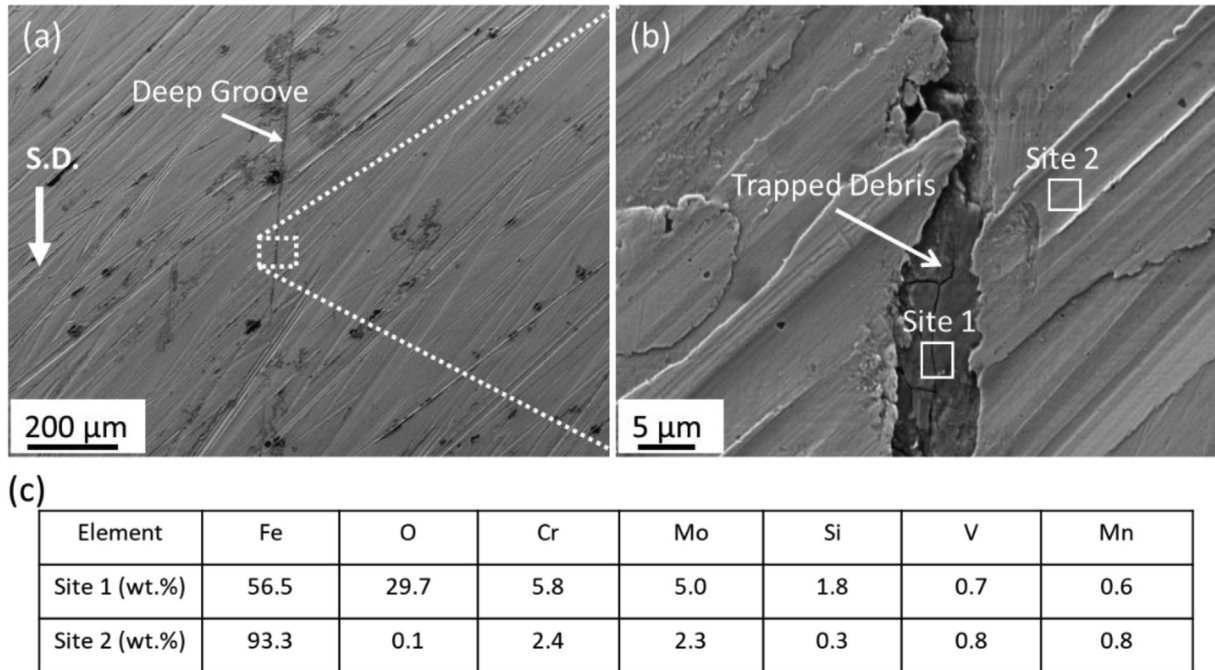 (a)
Deep Groove
S.D.
200 µm
(b)
Site 2
Trapped Debris
Site 1
5 µm
(c)
Element Fe O Cr Mo Si V Mn
Site 1 (wt.%) 56.5 29.7 5.8 5.0 1.8 0.7 0.6
Site 2 (wt.%) 93.3 0.1 2.4 2.3 0.3 0.8 0.8